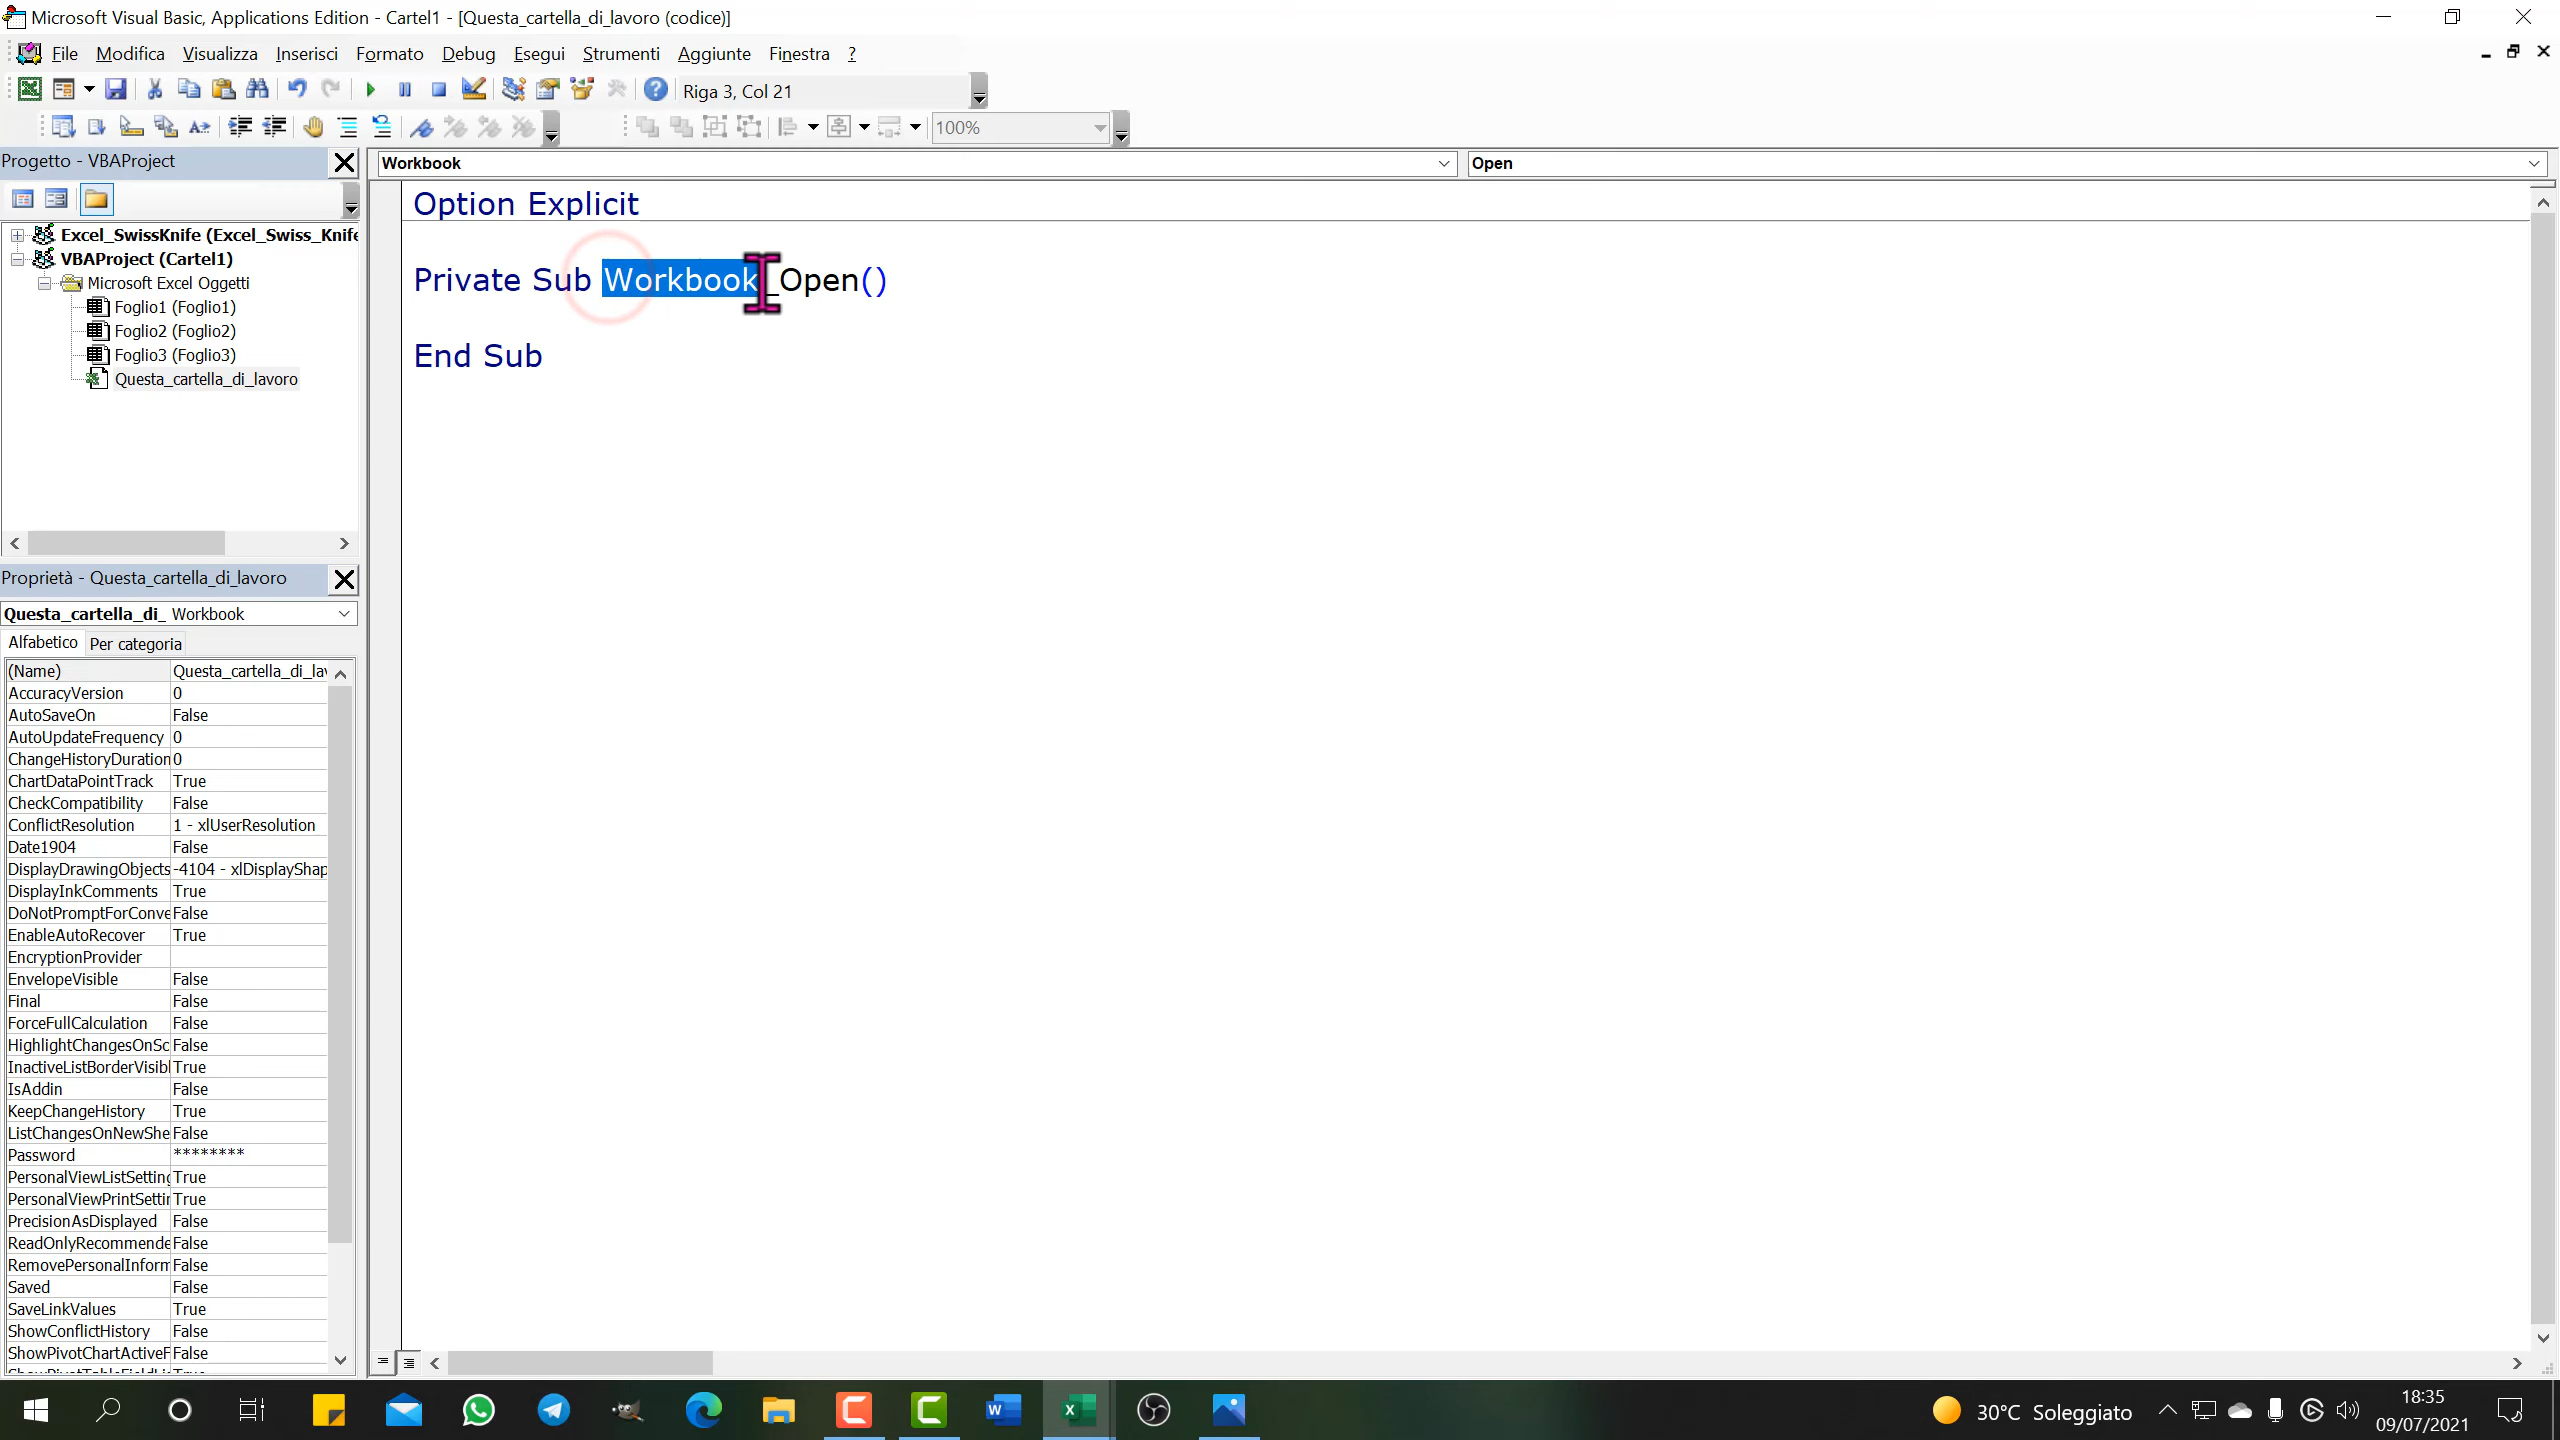 Microsoft Visual Basic, Applications Edition - Cartel1 - [Questa_cartella_di_lavoro (codice)]
File Modifica Visualizza Inserisci Formato Debug Esegui Strumenti Aggiunte Finestra ?
Riga 3, Col 21
100%
Progetto - VBAProject
Excel_SwissKnife (Excel_Swiss_Knife
VBAProject (Cartel1)
Microsoft Excel Oggetti
Foglio1 (Foglio1)
Foglio2 (Foglio2)
Foglio3 (Foglio3)
Questa_cartella_di_lavoro
Proprietà - Questa_cartella_di_lavoro
Questa_cartella_di_ Workbook
Alfabetico Per categoria
(Name) Questa_cartella_di_la
AccuracyVersion 0
AutoSaveOn False
AutoUpdateFrequency 0
ChangeHistoryDuration 0
ChartDataPointTrack True
CheckCompatibility False
ConflictResolution 1 - xlUserResolution
Date1904 False
DisplayDrawingObjects -4104 - xlDisplayShap
DisplayInkComments True
DoNotPromptForConve False
EnableAutoRecover True
EncryptionProvider
EnvelopeVisible False
Final False
ForceFullCalculation False
HighlightChangesOnSc False
InactiveListBorderVisibl True
IsAddin False
KeepChangeHistory True
ListChangesOnNewShe False
Password ********
PersonalViewListSetting True
PersonalViewPrintSettir True
PrecisionAsDisplayed False
ReadOnlyRecommende False
RemovePersonalInform False
Saved False
SaveLinkValues True
ShowConflictHistory False
ShowPivotChartActiveF False
Workbook Open
Option Explicit
Private Sub Workbook_Open()
End Sub
30°C Soleggiato
18:35
09/07/2021